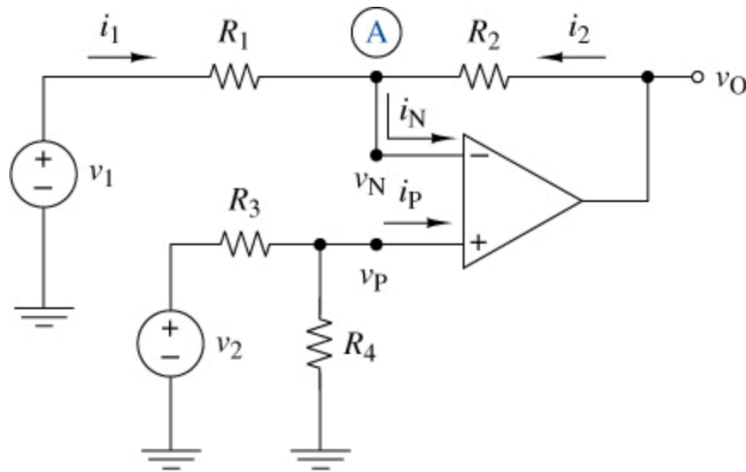 i1 R1 A R2 i2
vO
iN
+
− v1
vN −
R3 iP
+
vP
+
− v2 R4